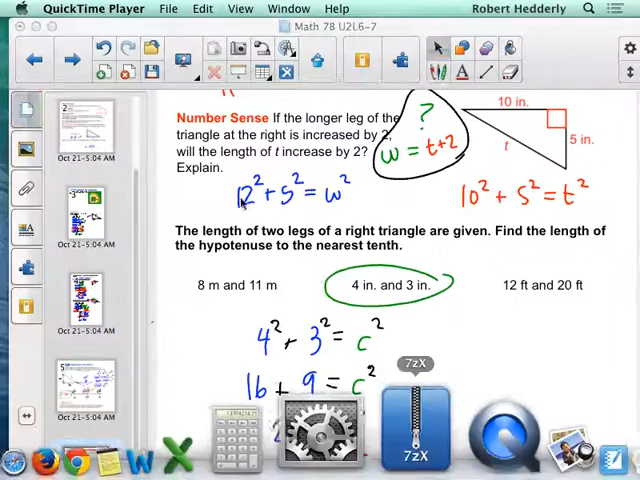 QuickTime Player File Edit View Window Help Robert Hedderly
Math 7B U2L6-7
Number Sense If the longer leg of the
triangle at the right is increased by 2,
will the length of t increase by 2?
Explain.
?
w = t+2
10 in.
5 in.
t
12² + 5² = w²
10² + 5² = t²
The length of two legs of a right triangle are given. Find the length of
the hypotenuse to the nearest tenth.
8 m and 11 m
4 in. and 3 in.
12 ft and 20 ft
4² + 3² = c²
16 + 9 = c²
7zX
7zX
Oct 21-5:04 AM
Oct 21-5:04 AM
Oct 21-5:04 AM
Oct 21-5:04 AM